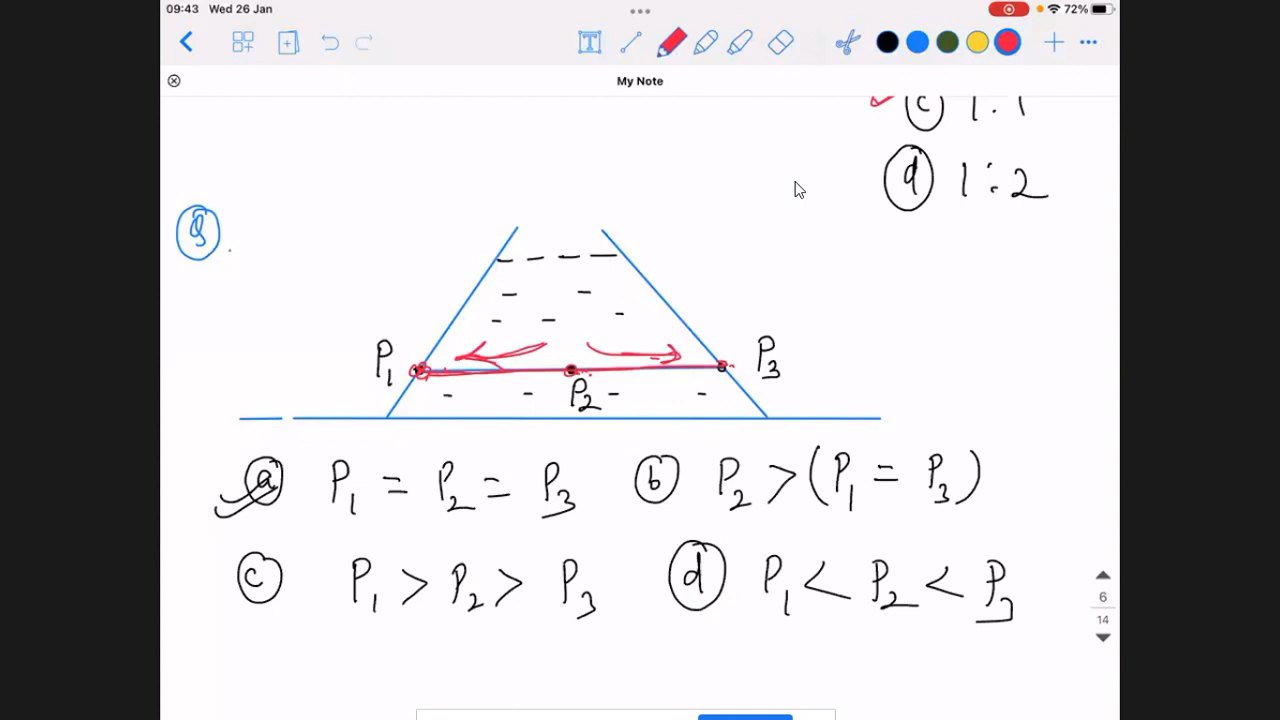 09:43 Wed 26 Jan
72%
My Note
(c) 1:1
(d) 1:2
Q.
P₁
P₃
P₂
(a) P₁ = P₂ = P₃ (b) P₂ > (P₁ = P₃)
(c) P₁ > P₂ > P₃ (d) P₁ < P₂ < P₃
6
14